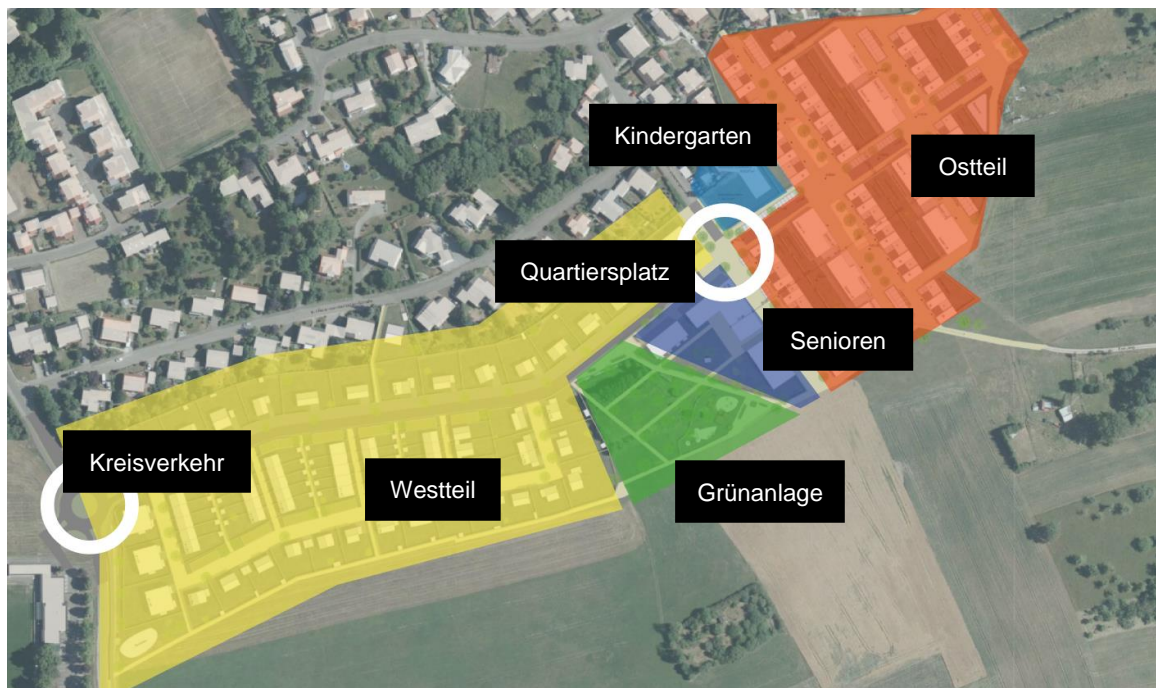 Kindergarten
Ostteil
Quartiersplatz
Senioren
Kreisverkehr
Westteil
Grünanlage